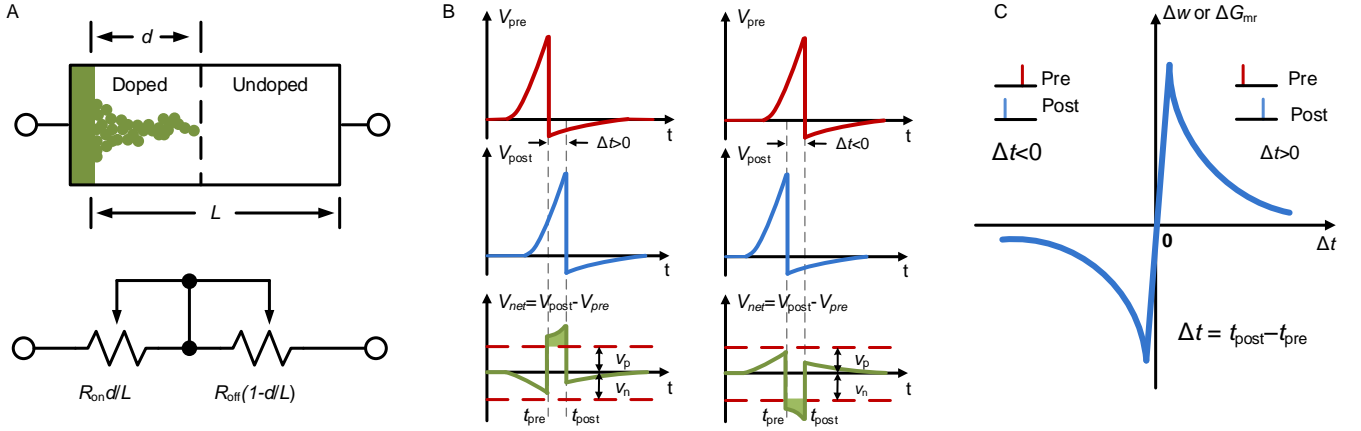 A
d
Doped
Undoped
L
R_on d/L
R_off(1-d/L)
B
V_pre
t
Δt>0
V_post
t
V_net=V_post-V_pre
V_p
V_n
t
t_pre
t_post
V_pre
t
Δt<0
V_post
t
V_net=V_post-V_pre
V_p
V_n
t
t_pre
t_post
C
Δw or ΔG_mr
Pre
Post
Δt<0
Pre
Post
Δt>0
0
Δt
Δt = t_post-t_pre